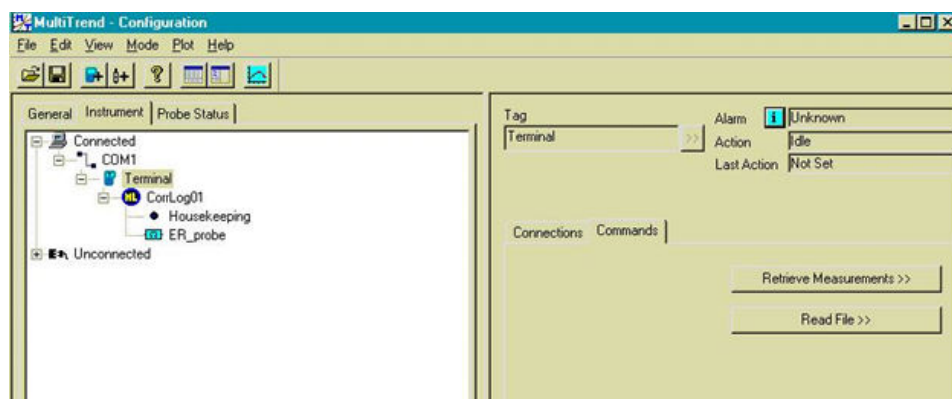 MultiTrend - Configuration
File Edit View Mode Plot Help
General Instrument Probe Status
Connected
COM1
Terminal
ML CorrLog01
Housekeeping
ER_probe
Unconnected
Tag
Terminal >>
Alarm i Unknown
Action Idle
Last Action Not Set
Connections Commands
Retrieve Measurements >>
Read File >>